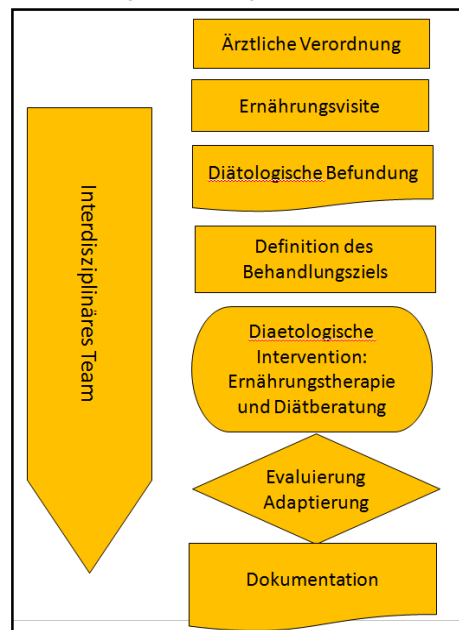 Ärztliche Verordnung
Ernährungsvisite
Diätologische Befundung
Definition des
Behandlungsziels
Diaetologische
Intervention:
Ernährungstherapie
und Diätberatung
Evaluierung
Adaptierung
Dokumentation
Interdisziplinäres Team